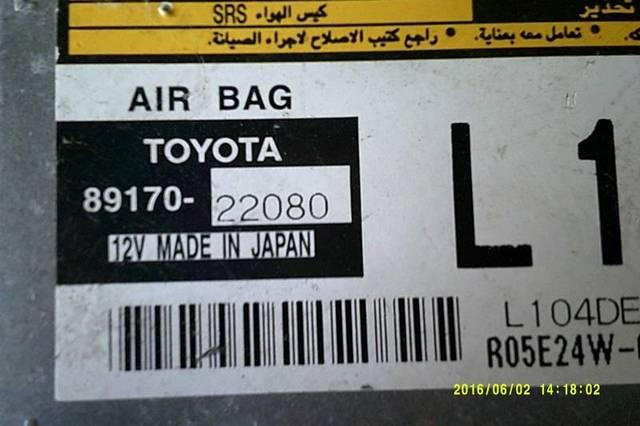 تحذير كيس الهواء SRS
• تعامل معه بعناية. • راجع كتيب الاصلاح لاجراء الصيانة.
AIR BAG
TOYOTA
89170-22080
12V MADE IN JAPAN
L1
L104DE
R05E24W-
2016/06/02 14:18:02